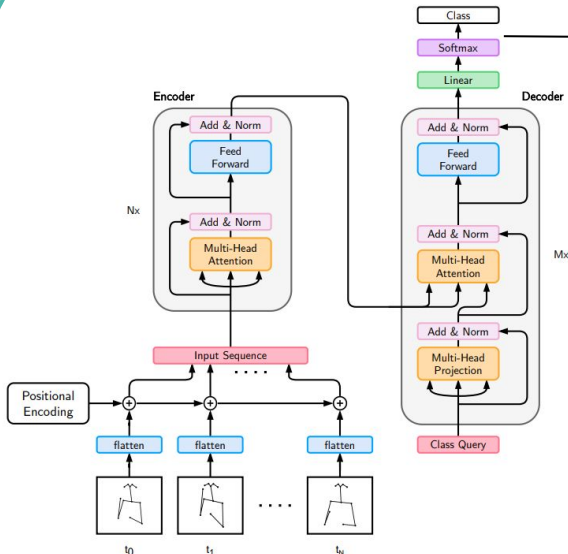 Class
Softmax
Linear
Encoder
Decoder
Add & Norm
Feed
Forward
Nx
Add & Norm
Multi-Head
Attention
Add & Norm
Feed
Forward
Add & Norm
Multi-Head
Attention
Mx
Add & Norm
Multi-Head
Projection
Class Query
Input Sequence
Positional
Encoding
flatten
flatten
flatten
t0
t1
tN